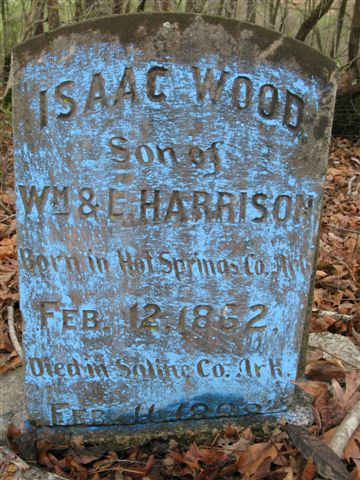 ISAAC WOOD
Son of
WM & E. HARRISON
Born in Hot Springs Co. Ark
FEB. 12, 1862.
Died in Saline Co. Ark.
FEB. 11